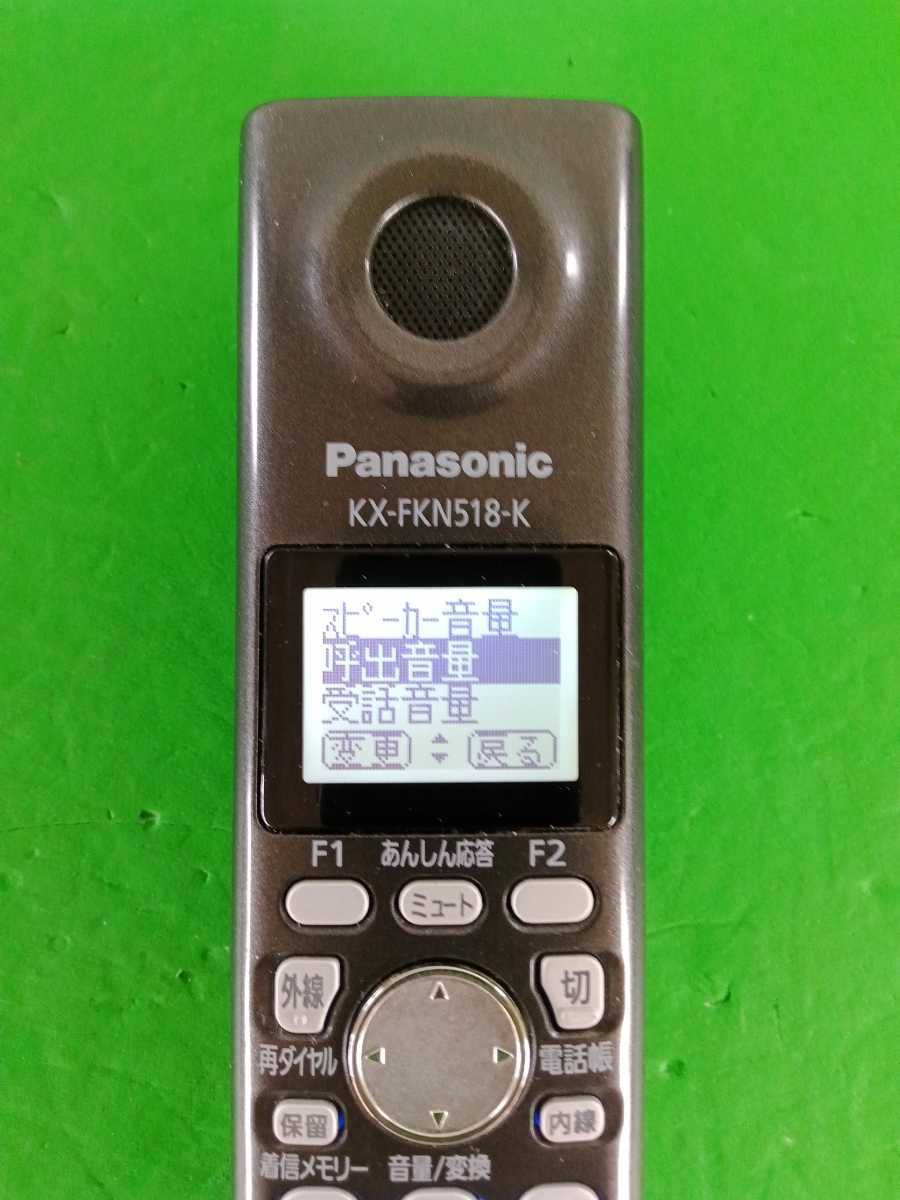 Panasonic
KX-FKN518-K
スピーカー音量
呼出音量
受話音量
変更 戻る
F1 あんしん応答 F2
ミュート
外線 切
再ダイヤル 電話帳
保留 内線
着信メモリー 音量/変換